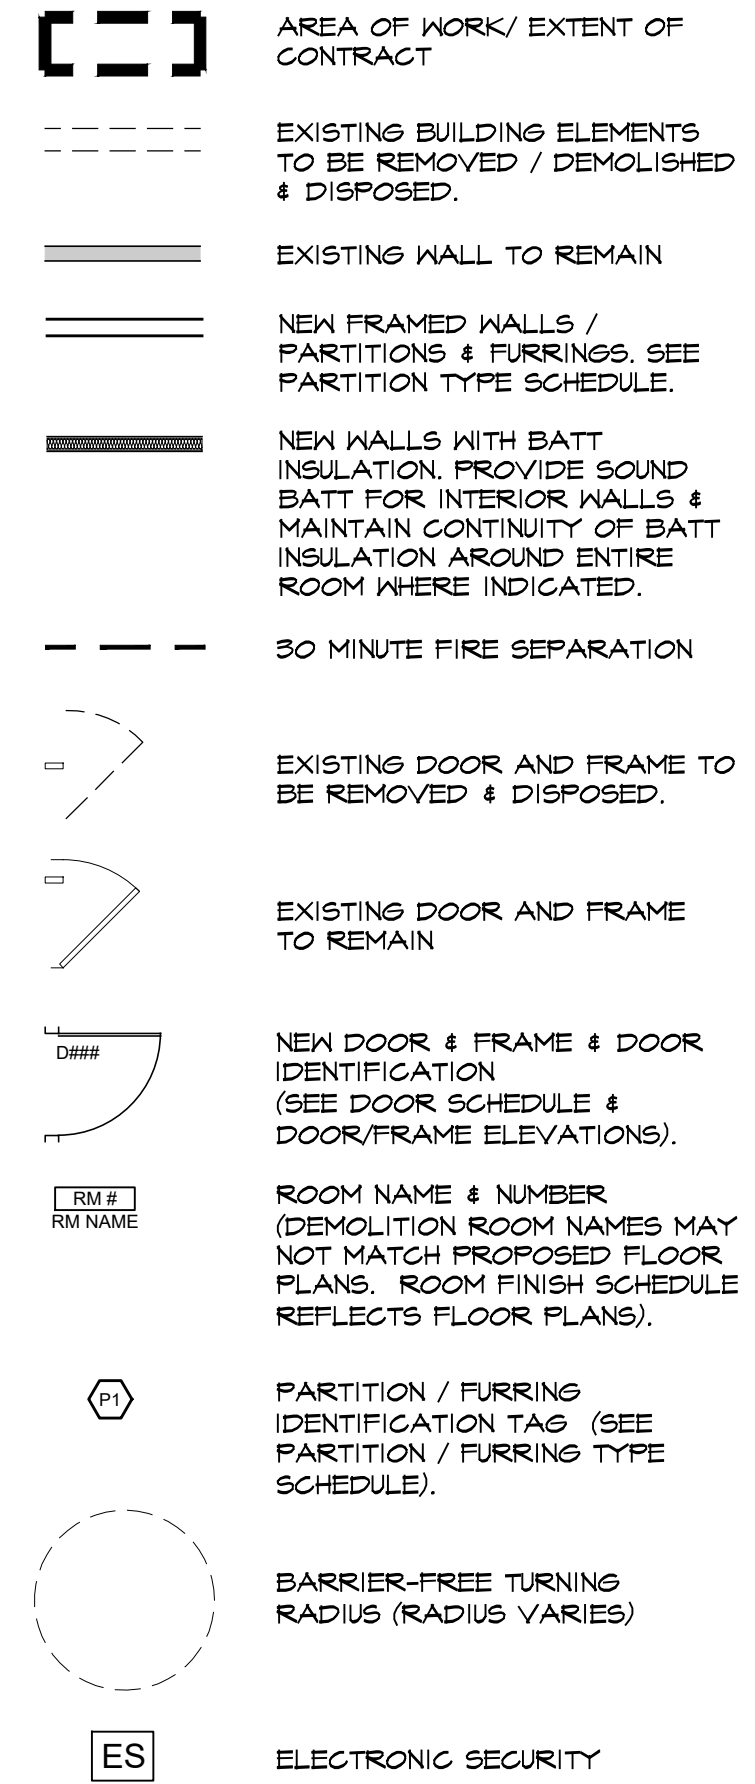 AREA OF WORK/ EXTENT OF
CONTRACT
EXISTING BUILDING ELEMENTS
TO BE REMOVED / DEMOLISHED
& DISPOSED.
EXISTING WALL TO REMAIN
NEW FRAMED WALLS /
PARTITIONS & FURRINGS. SEE
PARTITION TYPE SCHEDULE.
NEW WALLS WITH BATT
INSULATION. PROVIDE SOUND
BATT FOR INTERIOR WALLS &
MAINTAIN CONTINUITY OF BATT
INSULATION AROUND ENTIRE
ROOM WHERE INDICATED.
30 MINUTE FIRE SEPARATION
EXISTING DOOR AND FRAME TO
BE REMOVED & DISPOSED.
EXISTING DOOR AND FRAME
TO REMAIN
D###
NEW DOOR & FRAME & DOOR
IDENTIFICATION
(SEE DOOR SCHEDULE &
DOOR/FRAME ELEVATIONS).
RM #
RM NAME
ROOM NAME & NUMBER
(DEMOLITION ROOM NAMES MAY
NOT MATCH PROPOSED FLOOR
PLANS. ROOM FINISH SCHEDULE
REFLECTS FLOOR PLANS).
P1
PARTITION / FURRING
IDENTIFICATION TAG (SEE
PARTITION / FURRING TYPE
SCHEDULE).
BARRIER-FREE TURNING
RADIUS (RADIUS VARIES)
ES
ELECTRONIC SECURITY